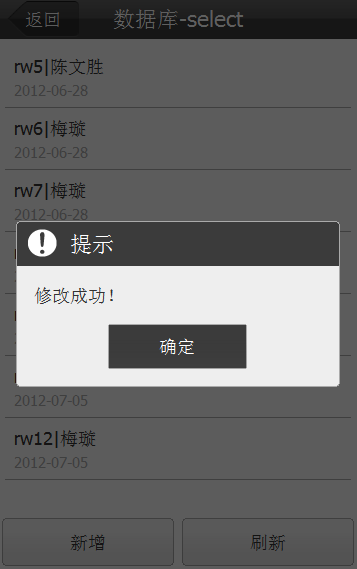 返回
数据库-select
rw5|陈文胜
2012-06-28
rw6|梅璇
2012-06-28
rw7|梅璇
2012-06-28
提示
修改成功！
确定
2012-07-05
rw12|梅璇
2012-07-05
新增
刷新